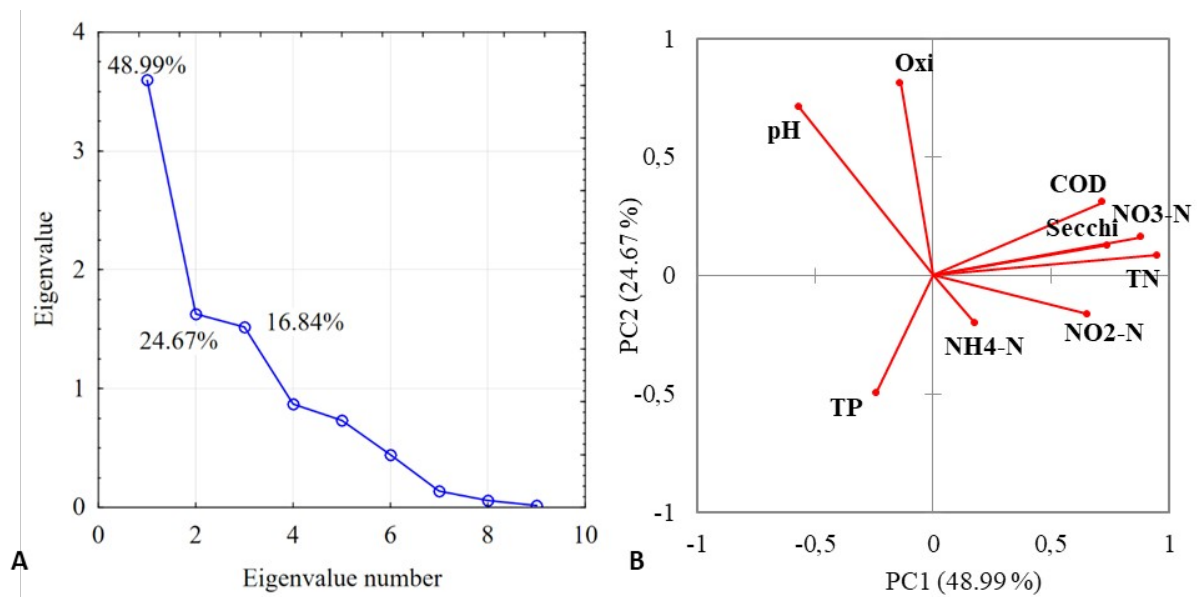 4
3
2
1
0
0
2
4
6
8
10
48.99%
24.67%
16.84%
Eigenvalue
Eigenvalue number
A
1
0,5
0
-0,5
-1
-1
-0,5
0
0,5
1
Oxi
pH
COD
NO3-N
Secchi
TN
NO2-N
NH4-N
TP
PC2 (24.67 %)
PC1 (48.99 %)
B